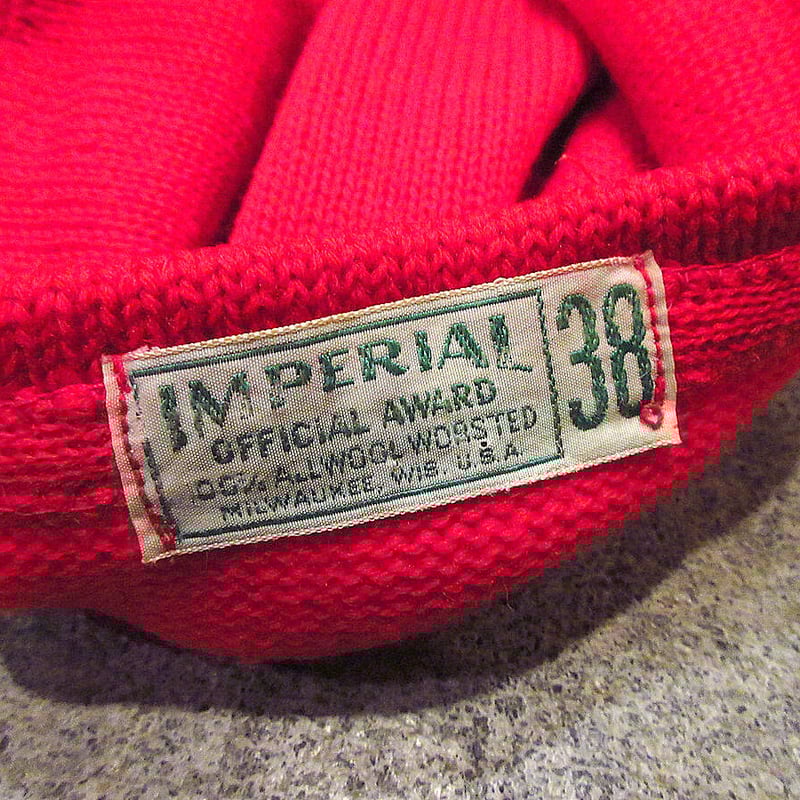 IMPERIAL
OFFICIAL AWARD
100% ALL WOOL WORSTED
MILWAUKEE, WIS. U.S.A.
38